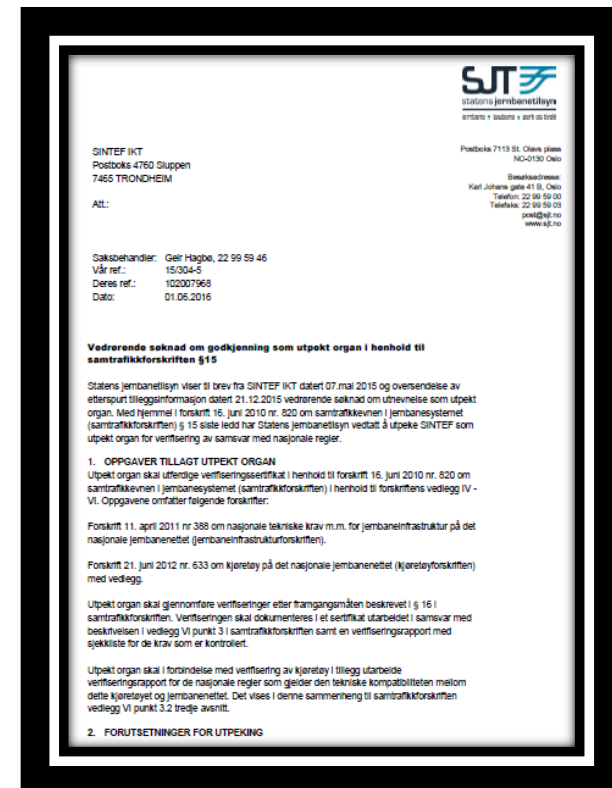 SJT
statens jernbanetilsyn
jernbane • taubane • park og tivoli
SINTEF IKT
Postboks 4760 Sluppen
7465 TRONDHEIM
Att.:
Postboks 7113 St. Olavs plass
NO-0130 Oslo
Besøksadresse:
Karl Johans gate 41 B, Oslo
Telefon: 22 99 59 00
Telefaks: 22 99 59 03
post@sjt.no
www.sjt.no
Saksbehandler: Geir Hagbø, 22 99 59 46
Vår ref.: 15/304-5
Deres ref.: 102007968
Dato: 01.06.2016
Vedrørende søknad om godkjenning som utpekt organ i henhold til
samtrafikkforskriften §15
Statens jernbanetilsyn viser til brev fra SINTEF IKT datert 07.mai 2015 og oversendelse av
etterspurt tilleggsinformasjon datert 21.12.2015 vedrørende søknad om utnevnelse som utpekt
organ. Med hjemmel i forskrift 16. juni 2010 nr. 820 om samtrafikkevnen i jernbanesystemet
(samtrafikkforskriften) § 15 siste ledd har Statens jernbanetilsyn vedtatt å utpeke SINTEF som
utpekt organ for verifisering av samsvar med nasjonale regler.
1. OPPGAVER TILLAGT UTPEKT ORGAN
Utpekt organ skal utferdige verifiseringssertifikat i henhold til forskrift 16. juni 2010 nr. 820 om
samtrafikkevnen i jernbanesystemet (samtrafikkforskriften) i henhold til forskriftens vedlegg IV -
VI. Oppgavene omfatter følgende forskrifter:
Forskrift 11. april 2011 nr 388 om nasjonale tekniske krav m.m. for jernbaneinfrastruktur på det
nasjonale jernbanenettet (jernbaneinfrastrukturforskriften).
Forskrift 21. juni 2012 nr. 633 om kjøretøy på det nasjonale jernbanenettet (kjøretøyforskriften)
med vedlegg.
Utpekt organ skal gjennomføre verifiseringer etter framgangsmåten beskrevet i § 16 i
samtrafikkforskriften. Verifiseringen skal dokumenteres i et sertifikat utarbeidet i samsvar med
beskrivelsen i vedlegg VI punkt 3 i samtrafikkforskriften samt en verifiseringsrapport med
sjekkliste for de krav som er kontrollert.
Utpekt organ skal i forbindelse med verifisering av kjøretøy i tillegg utarbeide
verifiseringsrapport for de nasjonale regler som gjelder den tekniske kompatibiliteten mellom
dette kjøretøyet og jernbanenettet. Det vises i denne sammenheng til samtrafikkforskriften
vedlegg VI punkt 3.2 tredje avsnitt.
2. FORUTSETNINGER FOR UTPEKING